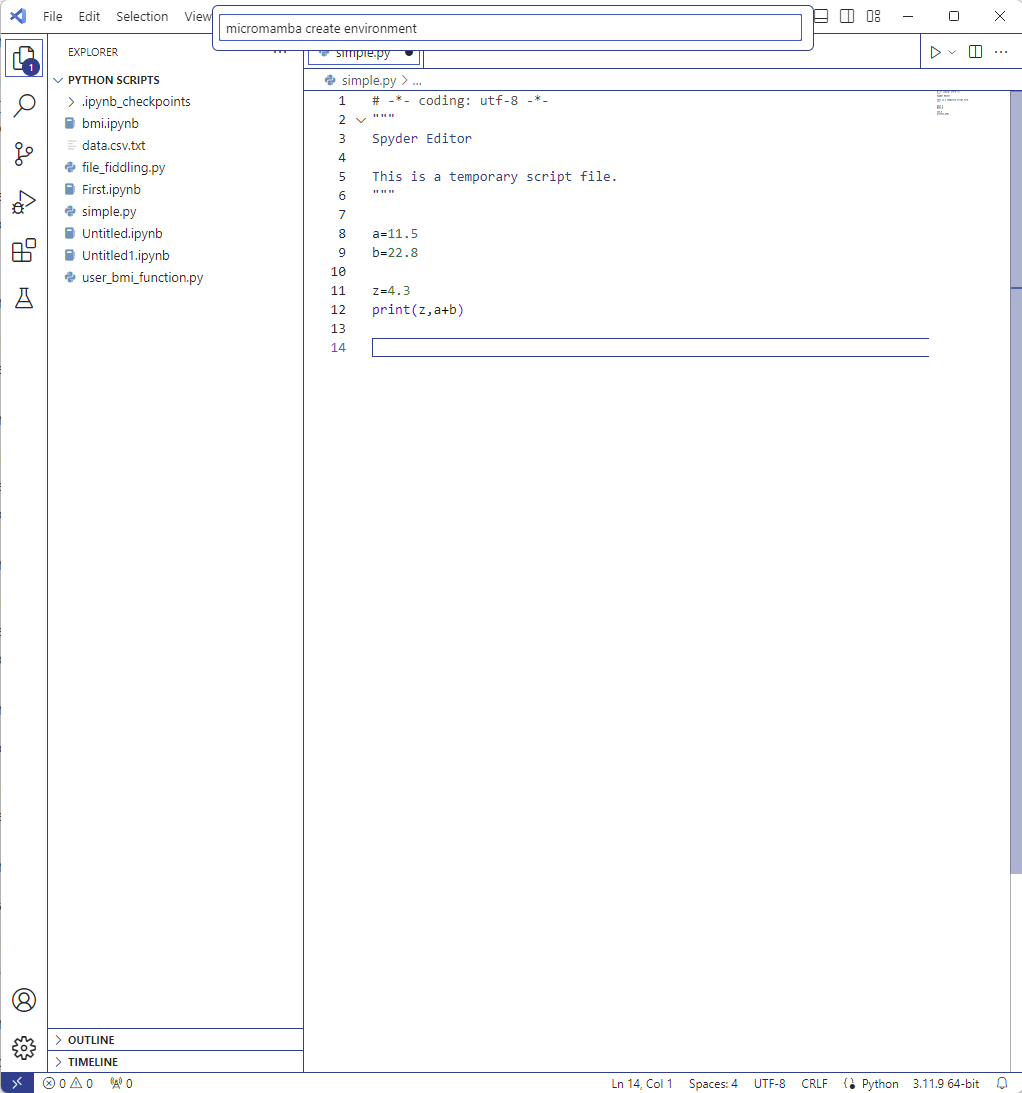 File Edit Selection View
micromamba create environment
EXPLORER
simple.py
PYTHON SCRIPTS
simple.py > ...
.ipynb_checkpoints
bmi.ipynb
data.csv.txt
file_fiddling.py
First.ipynb
simple.py
Untitled.ipynb
Untitled1.ipynb
user_bmi_function.py
1 # -*- coding: utf-8 -*-
2 """
3 Spyder Editor
4
5 This is a temporary script file.
6 """
7
8 a=11.5
9 b=22.8
10
11 z=4.3
12 print(z,a+b)
13
14
1
OUTLINE
TIMELINE
0 0 0 Ln 14, Col 1 Spaces: 4 UTF-8 CRLF Python 3.11.9 64-bit